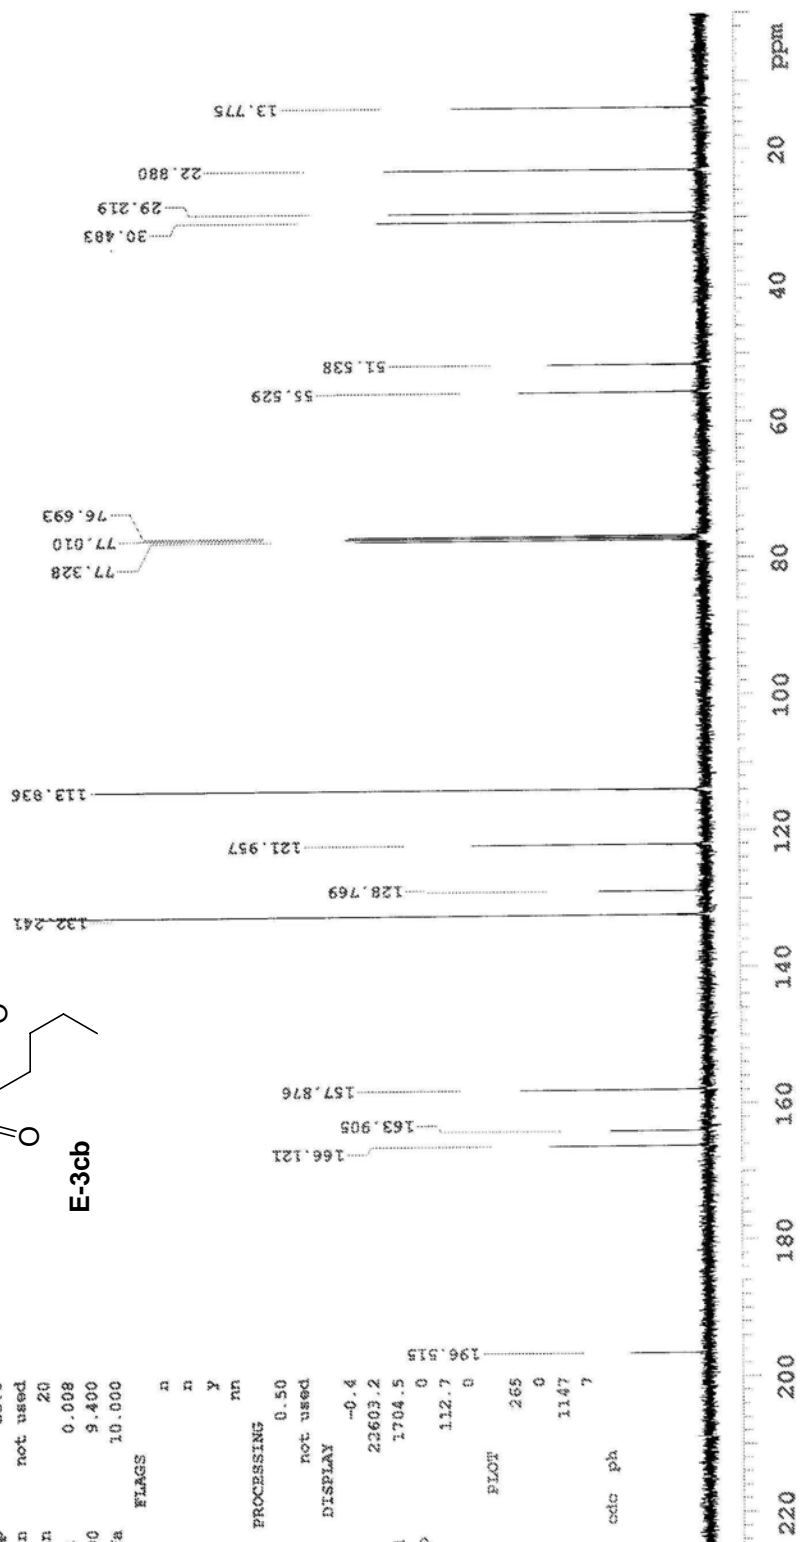 13.775
22.880
29.219
30.483
51.538
55.529
76.693
77.010
77.328
113.836
121.957
128.769
132.241
157.876
163.905
166.121
196.515
O
O
E-3cb
not used
20
0.008
9.400
10.000
FLAGS
n
n
y
nn
PROCESSING
0.50
not used
DISPLAY
-0.4
23603.2
1704.5
0
112.7
0
PLOT
265
0
1147
7
cdc ph
220 200 180 160 140 120 100 80 60 40 20 ppm